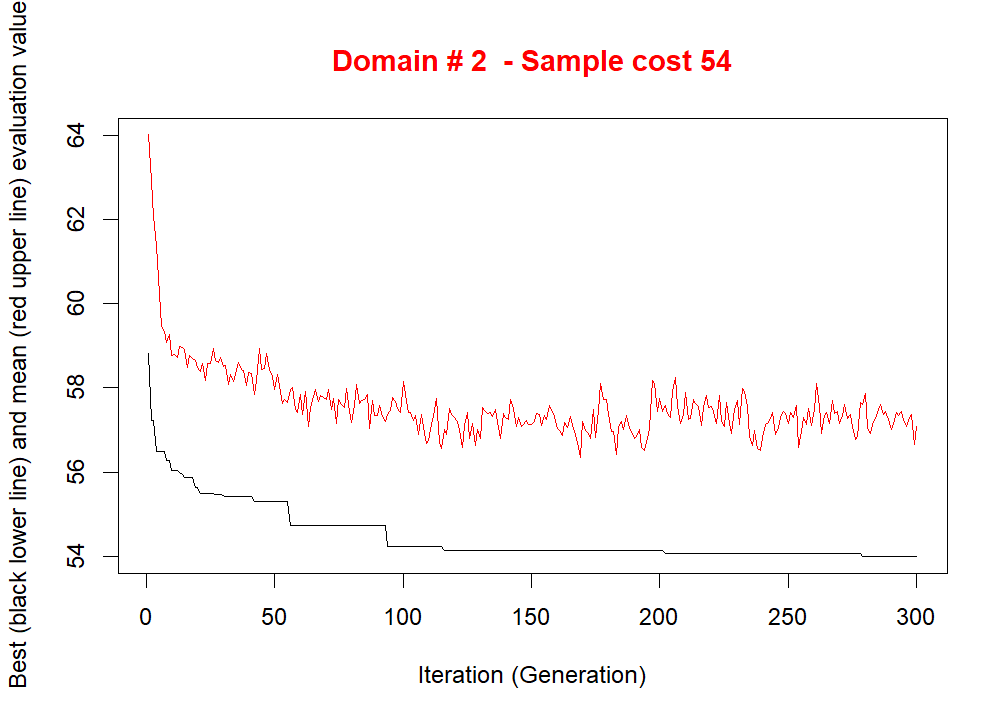 Domain # 2  - Sample cost 54
Best (black lower line) and mean (red upper line) evaluation value
64
62
60
58
56
54
0 50 100 150 200 250 300
Iteration (Generation)